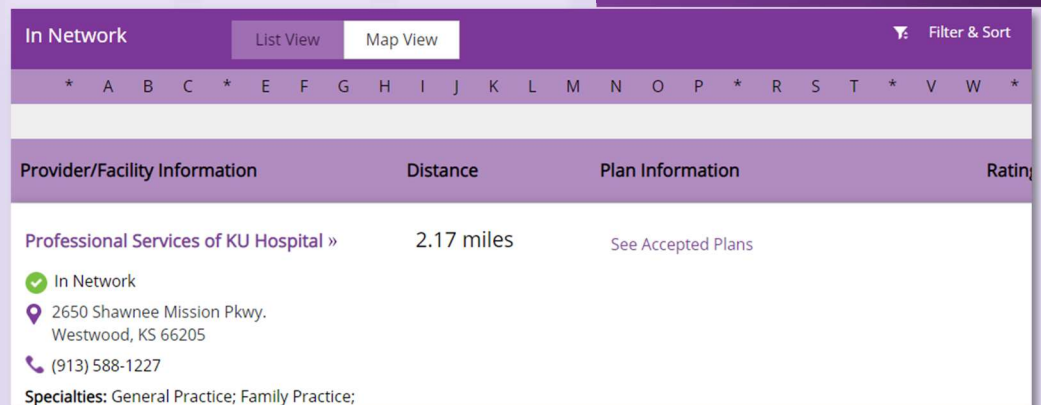 In Network List View Map View Filter & Sort
* A B C * E F G H I J K L M N O P * R S T * V W *
Provider/Facility Information Distance Plan Information Rating
Professional Services of KU Hospital » 2.17 miles See Accepted Plans
In Network
2650 Shawnee Mission Pkwy.
Westwood, KS 66205
(913) 588-1227
Specialties: General Practice; Family Practice;